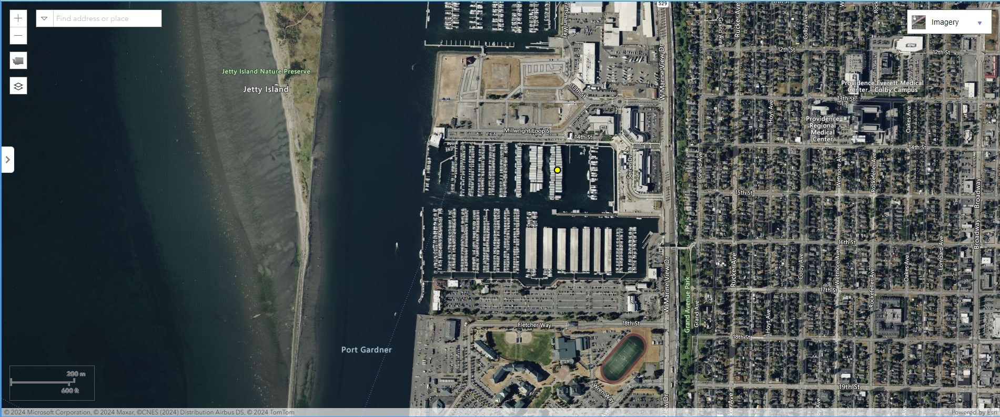 Find address or place
Imagery
529
11th St
Craftsman Way
Grand Ave
Rucker Ave
Colby Ave
W Marine View Dr
12th St
12th St
Jetty Island Nature Preserve
Jetty Island
13th St
Providence Everett Medical
Center - Colby Campus
13th St
Hoyt Ave
Oakes Ave
Providence
Regional
Medical
Center
Millwright Loop S
14th St
14th St
Seiner Dr
Grand Ave
Wetmore Ave
Rockefeller Ave
Broadway
15th St
Broadway
16th St
Lombard Ave
W Marine View Dr
Rucker Ave
Colby Ave
Wetmore Ave
Oakes Ave
Rockefeller Ave
17th St
Grand Avenue Park
Grand Ave
Hoyt Ave
Fletcher Way
18th St
18th St
Port Gardner
200 m
600 ft
Wren Way
19th St
View Dr
© 2024 Microsoft Corporation, © 2024 Maxar, ©CNES (2024) Distribution Airbus DS, © 2024 TomTom
Powered by Esri